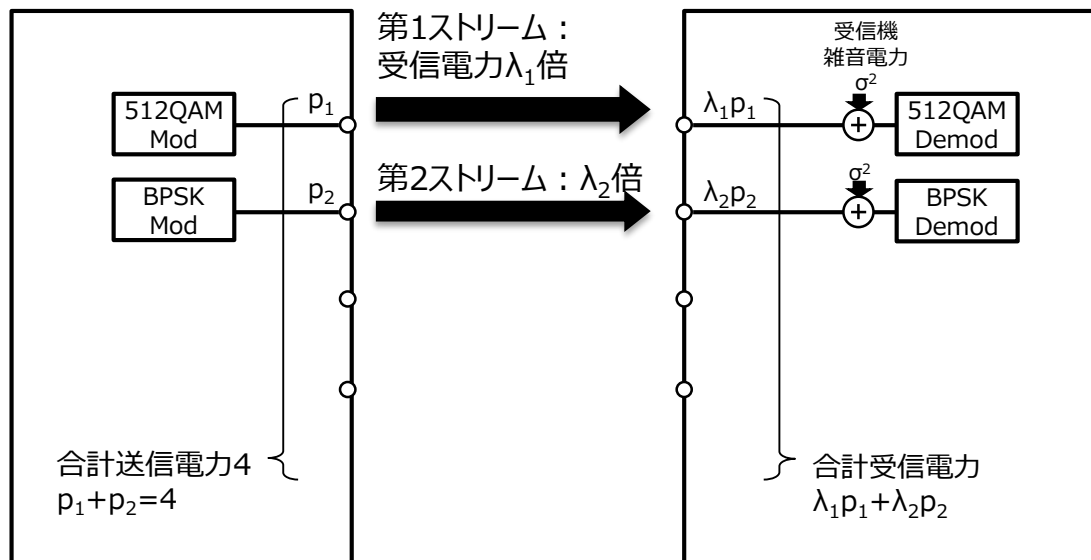 第1ストリーム：
受信電力λ₁倍
512QAM
Mod
p₁
BPSK
Mod
p₂
第2ストリーム：λ₂倍
合計送信電力4
p₁+p₂=4
受信機
雑音電力
σ²
λ₁p₁
+
512QAM
Demod
σ²
λ₂p₂
+
BPSK
Demod
合計受信電力
λ₁p₁+λ₂p₂